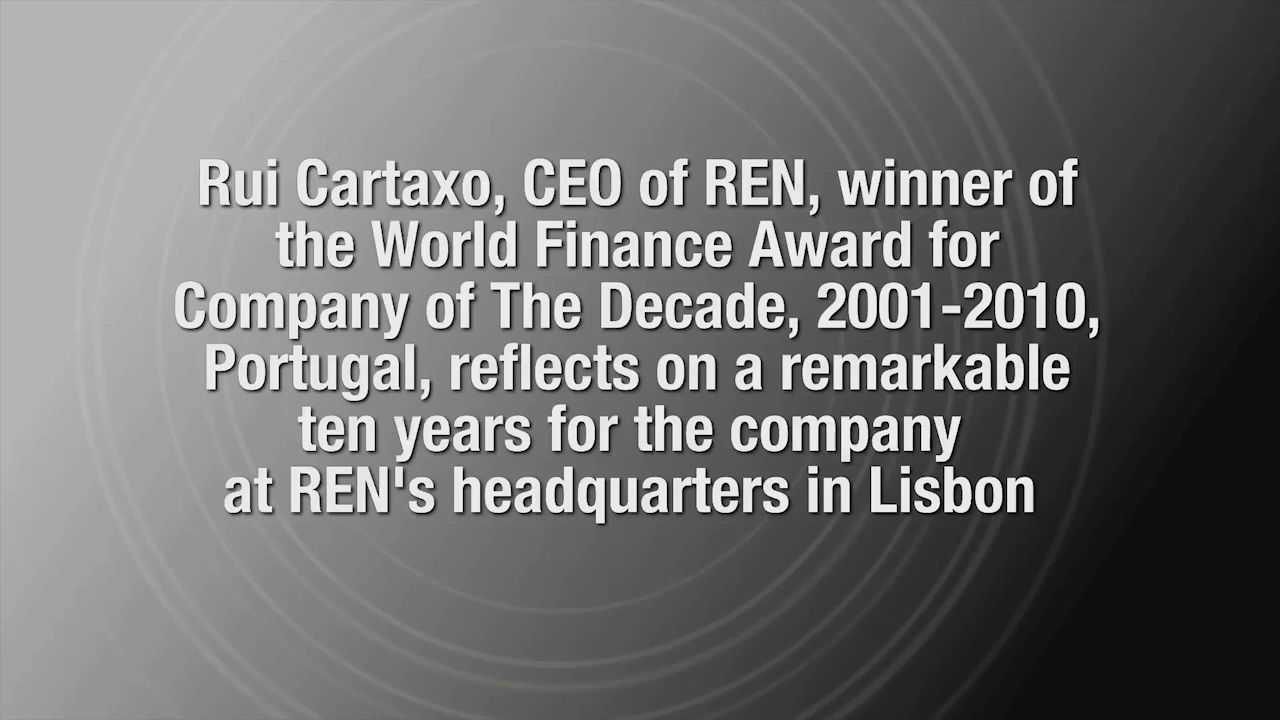 Rui Cartaxo, CEO of REN, winner of
the World Finance Award for
Company of The Decade, 2001-2010,
Portugal, reflects on a remarkable
ten years for the company
at REN's headquarters in Lisbon